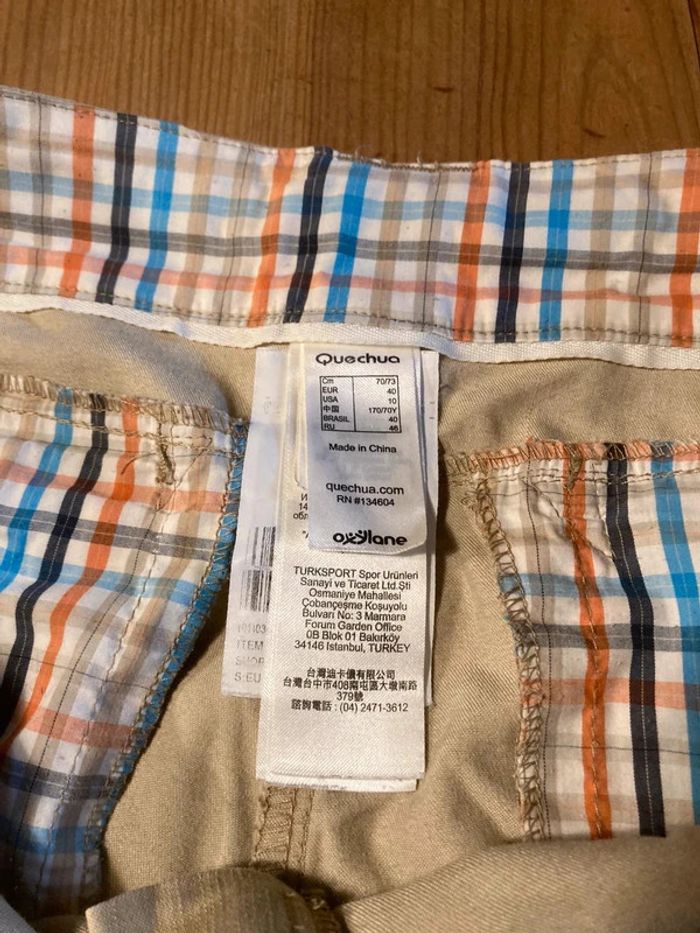 Quechua
Cm 70/73
EUR 40
USA 10
中国 170/70Y
BRASIL 40
RU 46
Made in China
quechua.com
RN #134604
oxylane
TURKSPORT Spor Ürünleri
Sanayi ve Ticaret Ltd.Şti
Osmaniye Mahallesi
Çobançeşme Koşuyolu
Bulvarı No: 3 Marmara
Forum Garden Office
0B Blok 01 Bakırköy
34146 Istanbul, TURKEY
台灣迪卡儂有限公司
台灣台中市408南屯區大墩南路
379號
諮詢電話 : (04) 2471-3612
ITEM
S:EU